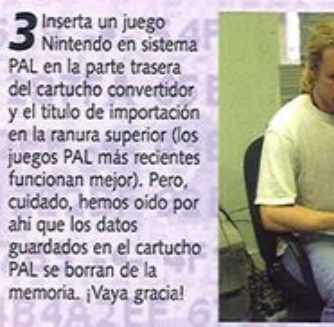 3 Inserta un juego
Nintendo en sistema
PAL en la parte trasera
del cartucho convertidor
y el título de importación
en la ranura superior (los
juegos PAL más recientes
funcionan mejor). Pero,
cuidado, hemos oido por
ahí que los datos
guardados en el cartucho
PAL se borran de la
memoria. ¡Vaya gracia!